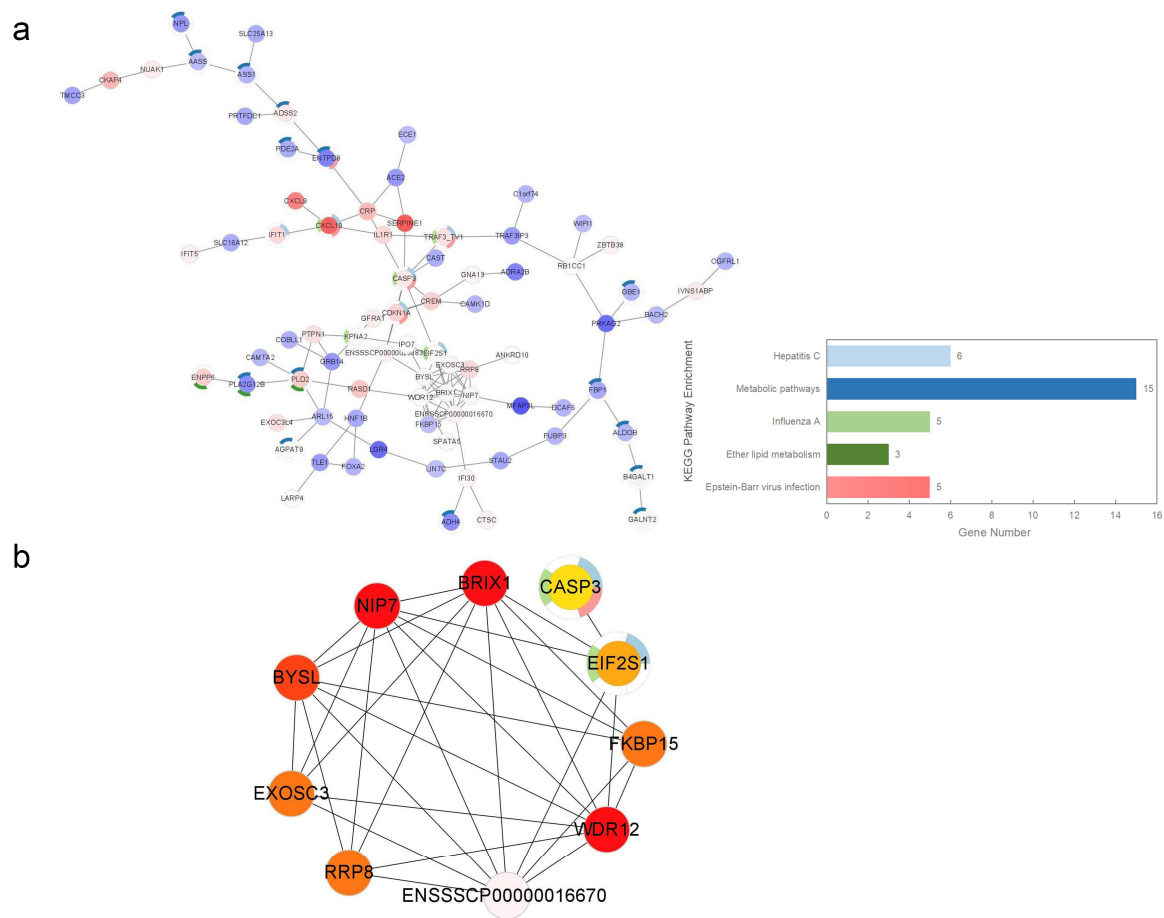 a
NPL
SLC25A13
AASS
NUAK1
ASS1
CKAP4
TMCC3
ADSS2
PRTFDC1
ECE1
PDE2A
ENTPD8
ACE2
C1orf74
CXCL9
CRP
CXCL10
SERPINE1
WIPI1
IFIT1
IL1R1
TRAF3_TV1
TRAF3IP3
SLC16A12
ZBTB38
IFIT5
CAST
RB1CC1
OGFRL1
CASP3
GNA13
ADRA2B
GBE1
IVNS1ABP
CREM
CAMK1D
BACH2
CDKN1A
GFRA1
PRKAG2
PTPN1
KPNA2
COBLL1
IPO7
EIF2S1
EXOSC3
ANKRD10
CAMTA2
GRB14
BYSL
RRP8
ENPP6
PLA2G12B
PLD2
RASD1
BRIX1
NIP7
WDR12
FBP1
MFAP3L
DCAF6
ENSSSCP00000016670
EXOC3L4
ARL15
HNF1B
FKBP15
SPATA5
FUBP3
ALDOB
AGPAT9
LGR4
TLE1
FOXA2
LIN7C
STAU2
IFI30
B4GALT1
LARP4
ADH4
CTSC
GALNT2
KEGG Pathway Enrichment
Hepatitis C
6
Metabolic pathways
15
Influenza A
5
Ether lipid metabolism
3
Epstein-Barr virus infection
5
0 2 4 6 8 10 12 14 16
Gene Number
b
BRIX1
CASP3
NIP7
EIF2S1
BYSL
FKBP15
EXOSC3
WDR12
RRP8
ENSSSCP00000016670